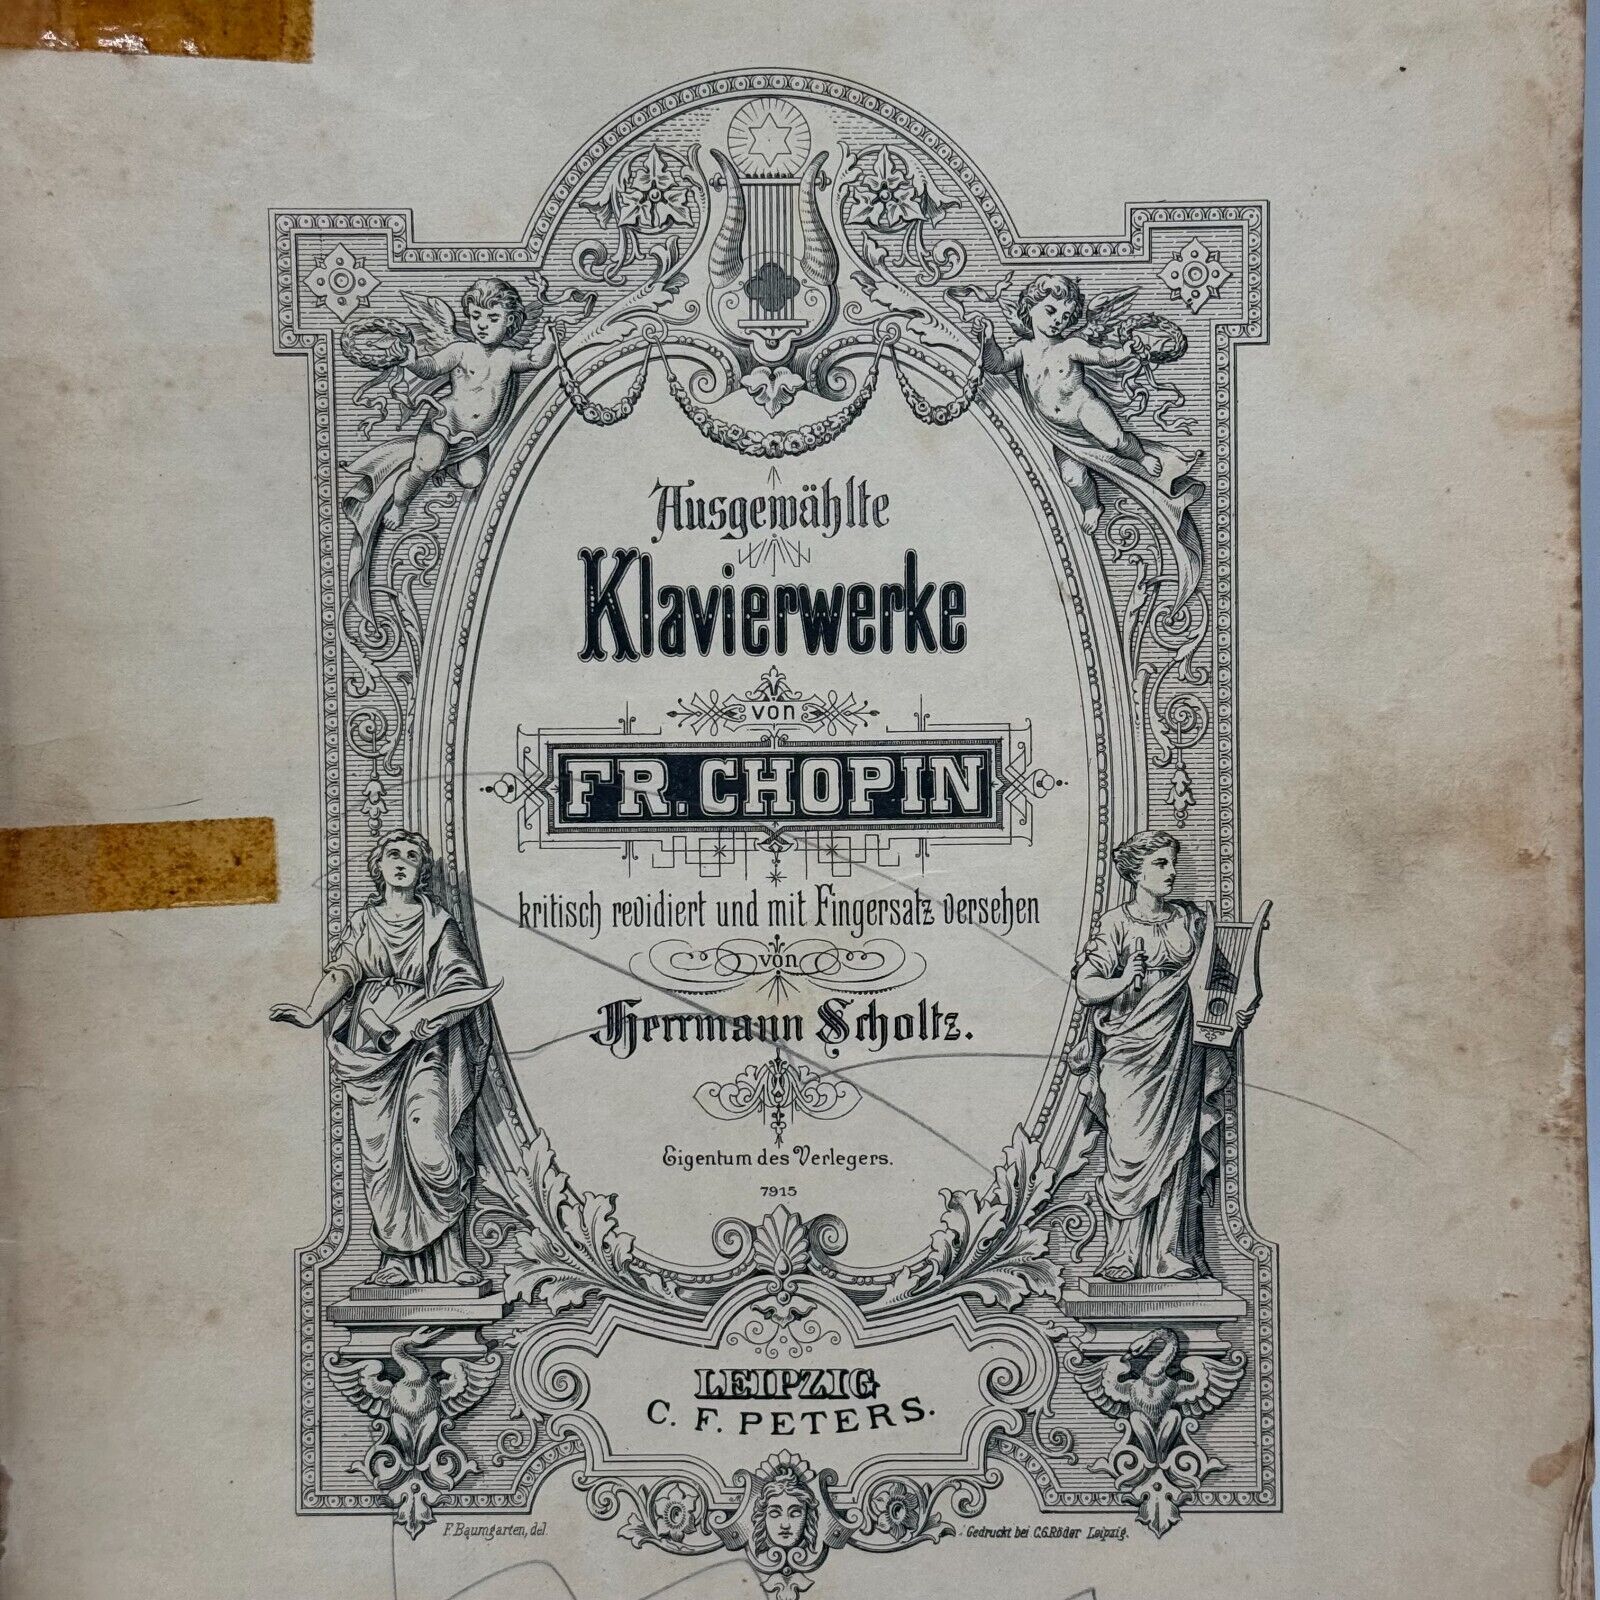 Ausgewählte
Klavierwerke
von
FR. CHOPIN
kritisch revidiert und mit Fingersatz versehen
von
Herrmann Scholtz.
Eigentum des Verlegers.
7915
LEIPZIG
C. F. PETERS.
F. Baumgarten, del.
Gedruckt bei C.G. Röder Leipzig.